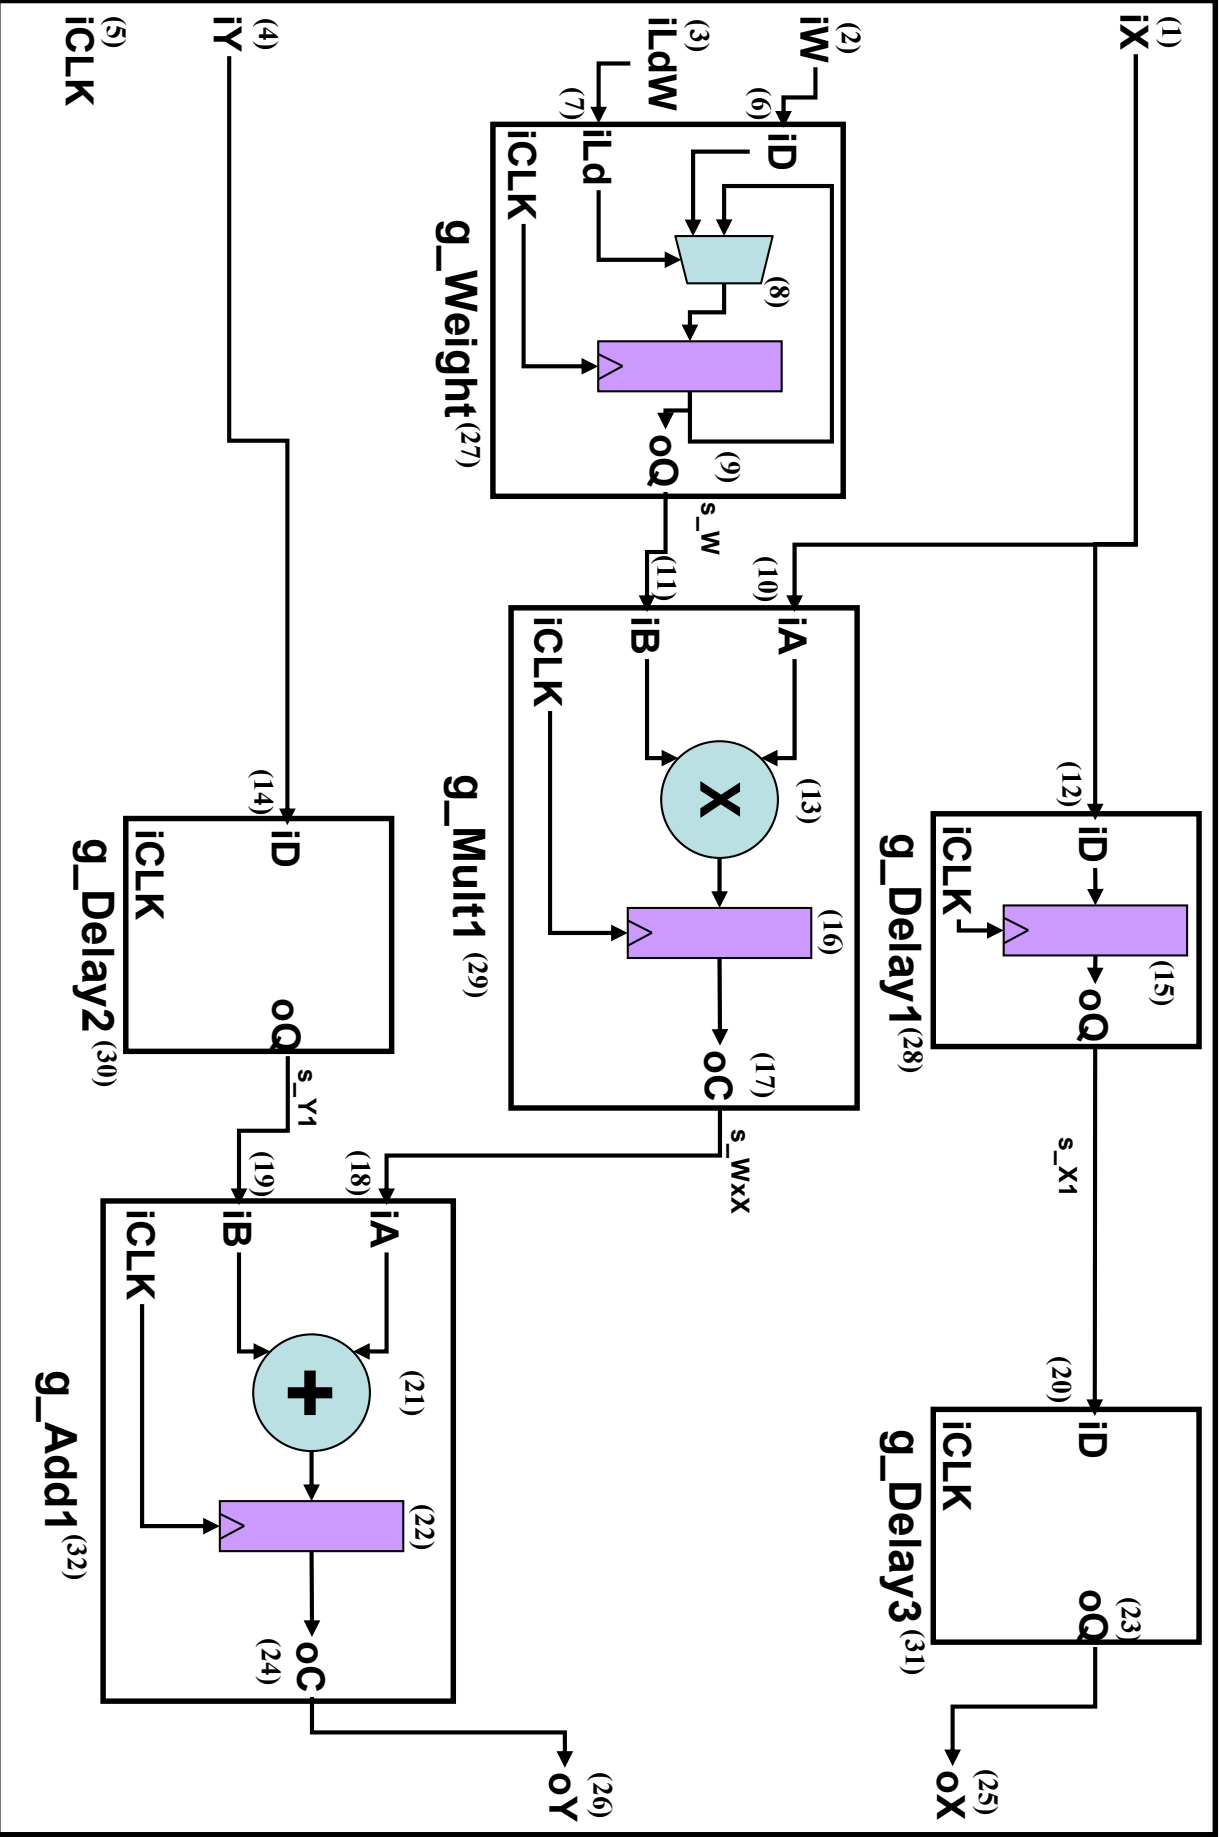 (1)
iX
(2)
iW
(3)
iLdW
(4)
iY
(5)
iCLK
(6)
iD
(7)
iLd
iCLK
(8)
(9)
oQ
g_Weight (27)
s_W
(10)
iA
(11)
iB
iCLK
(13)
X
(16)
(17)
oC
g_Mult1 (29)
s_WxX
(12)
iD
iCLK
(15)
oQ
g_Delay1 (28)
s_X1
(14)
iD
iCLK
oQ
g_Delay2 (30)
s_Y1
(18)
iA
(19)
iB
iCLK
(21)
+
(22)
(24)
oC
g_Add1 (32)
(20)
iD
iCLK
(23)
oQ
g_Delay3 (31)
(25)
oX
(26)
oY